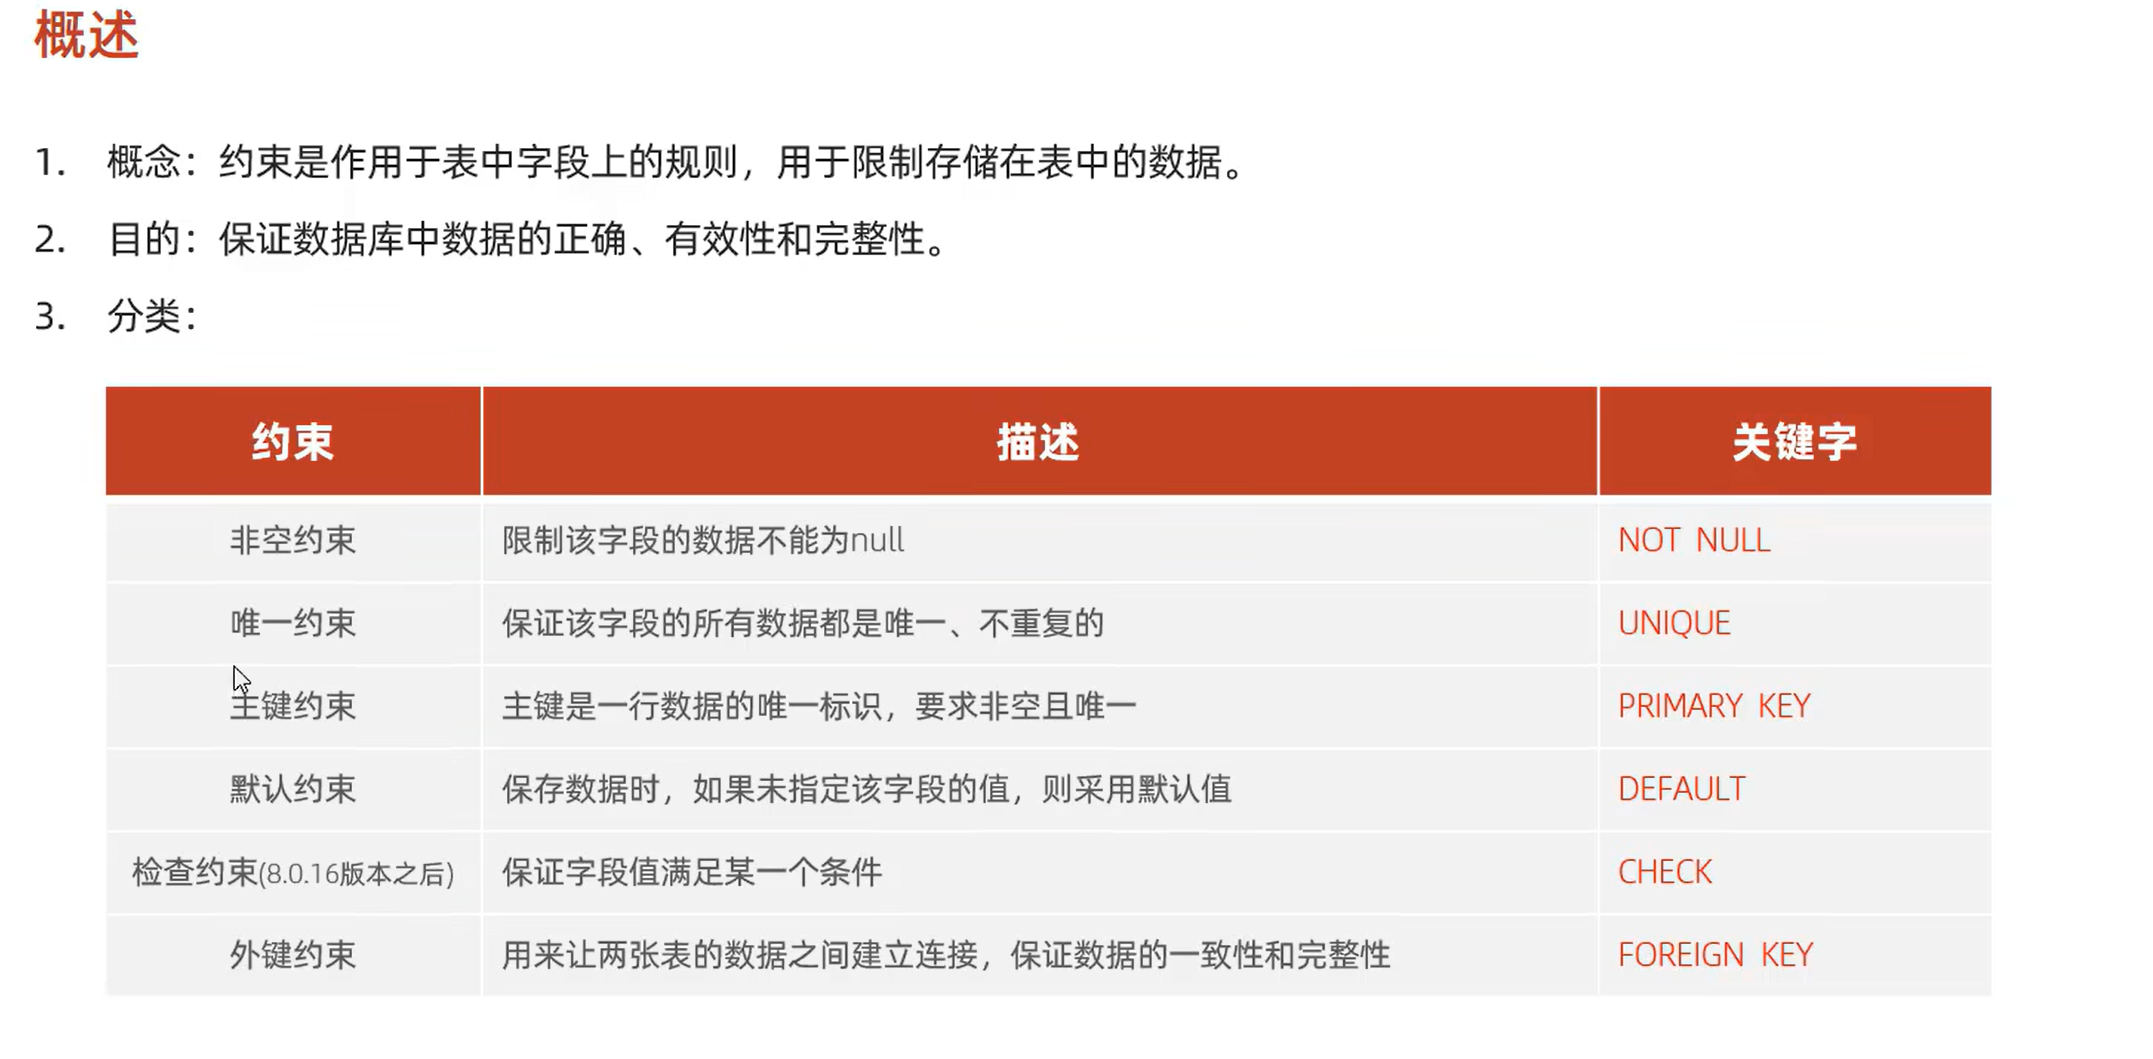 概述
1. 概念：约束是作用于表中字段上的规则，用于限制存储在表中的数据。
2. 目的：保证数据库中数据的正确、有效性和完整性。
3. 分类：
约束 描述 关键字
非空约束 限制该字段的数据不能为null NOT NULL
唯一约束 保证该字段的所有数据都是唯一、不重复的 UNIQUE
主键约束 主键是一行数据的唯一标识，要求非空且唯一 PRIMARY KEY
默认约束 保存数据时，如果未指定该字段的值，则采用默认值 DEFAULT
检查约束(8.0.16版本之后) 保证字段值满足某一个条件 CHECK
外键约束 用来让两张表的数据之间建立连接，保证数据的一致性和完整性 FOREIGN KEY